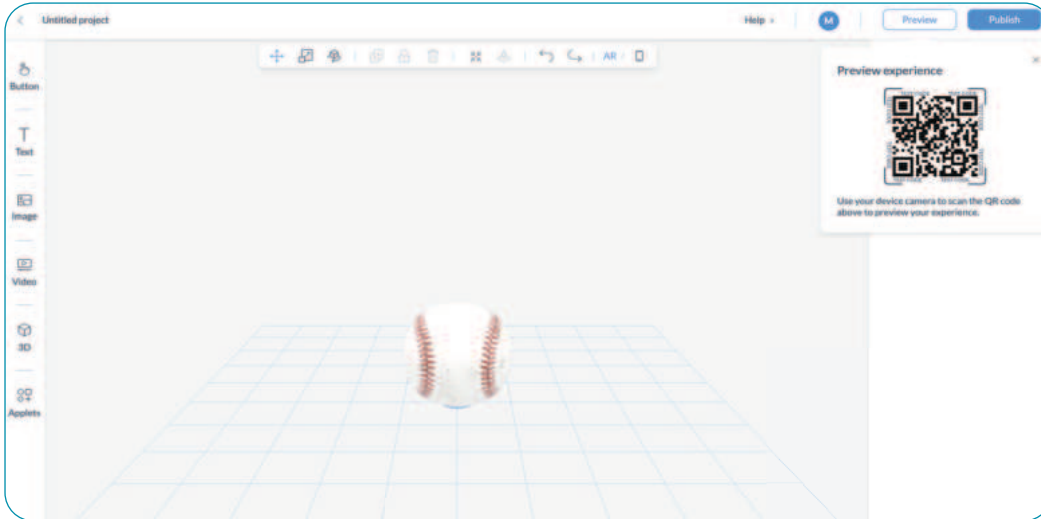 Untitled project
Help
M
Preview
Publish
AR
Button
Text
Image
Video
3D
Applets
Preview experience
Use your device camera to scan the QR code
above to preview your experience.